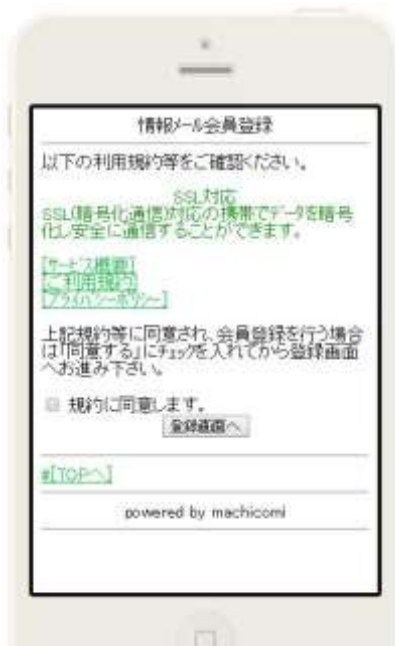 情報ﾒｰﾙ会員登録
以下の利用規約等をご確認ください。
SSL対応
SSL(暗号化通信)対応の携帯でﾃﾞｰﾀを暗号
化し安全に通信することができます。
[ｻｰﾋﾞｽ概要]
[ご利用規約]
[ﾌﾟﾗｲﾊﾞｼｰﾎﾟﾘｼｰ]
上記規約等に同意され、会員登録を行う場合
は｢同意する｣にﾁｪｯｸを入れてから登録画面
へお進み下さい。
規約に同意します。
登録画面へ
#[TOPへ]
powered by machicomi